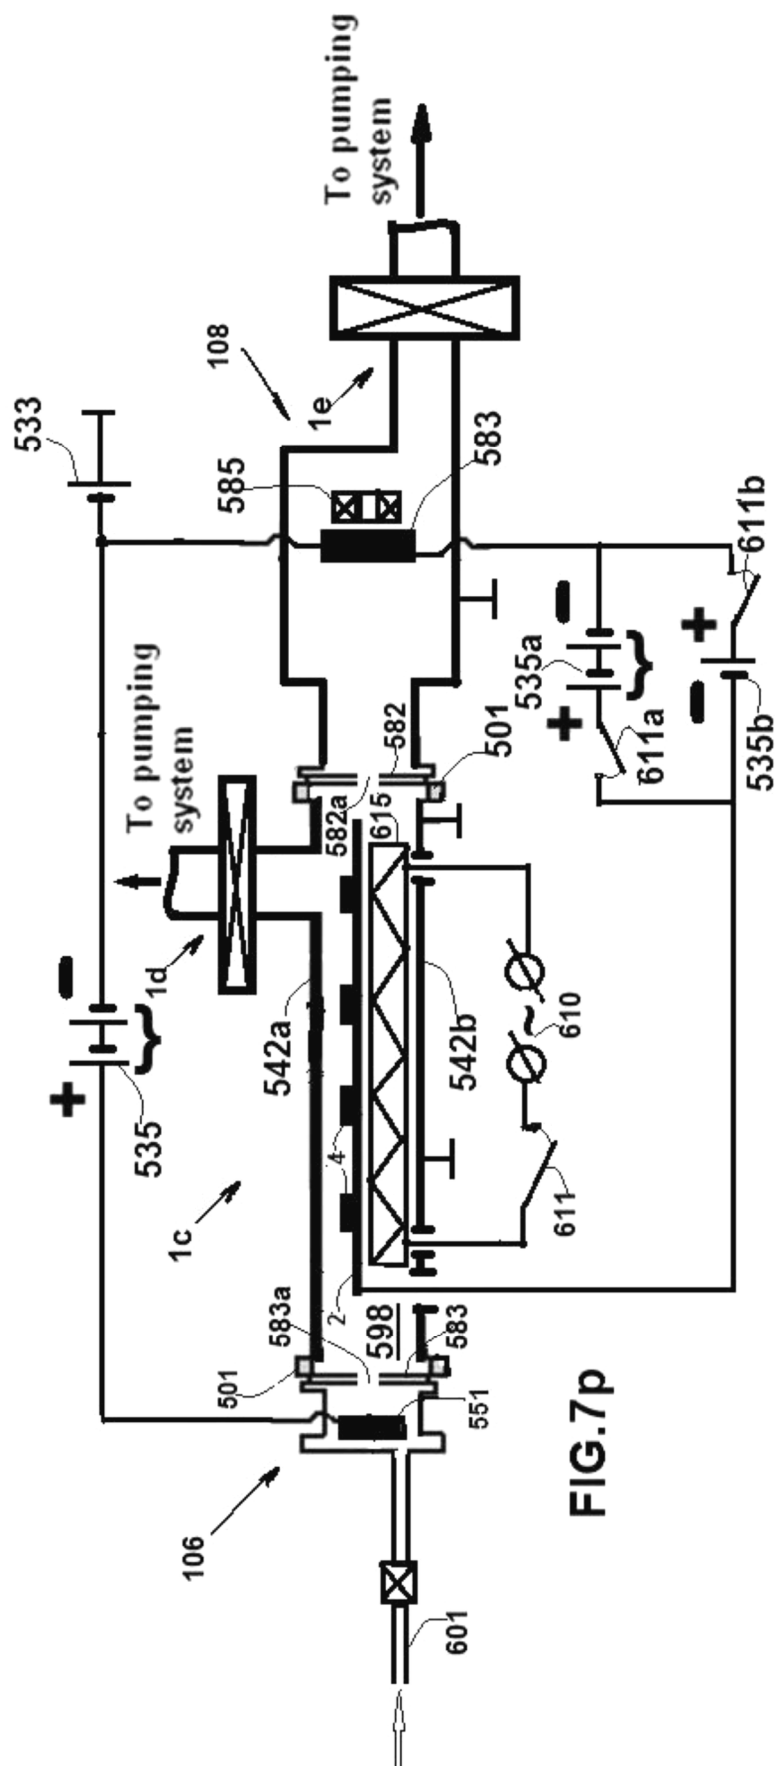 To pumping
system
108
1e
533
585
583
611b
535a
611a
535b
+
−
+
−
To pumping
system
582
501
582a
615
1d
−
+
535
542a
542b
~
610
4
611
1c
2
583a
598
583
501
551
106
601
FIG.7p